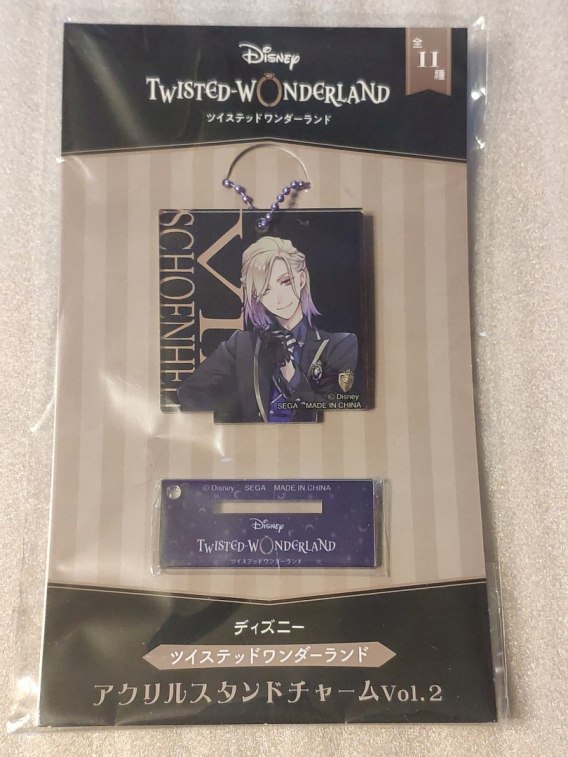 Disney
TWISTED-WONDERLAND
ツイステッドワンダーランド
全
11
種
SCHOENHEI
© Disney
SEGA MADE IN CHINA
© Disney SEGA MADE IN CHINA
Disney
TWISTED-WONDERLAND
ツイステッドワンダーランド
ディズニー
ツイステッドワンダーランド
アクリルスタンドチャームVol.2